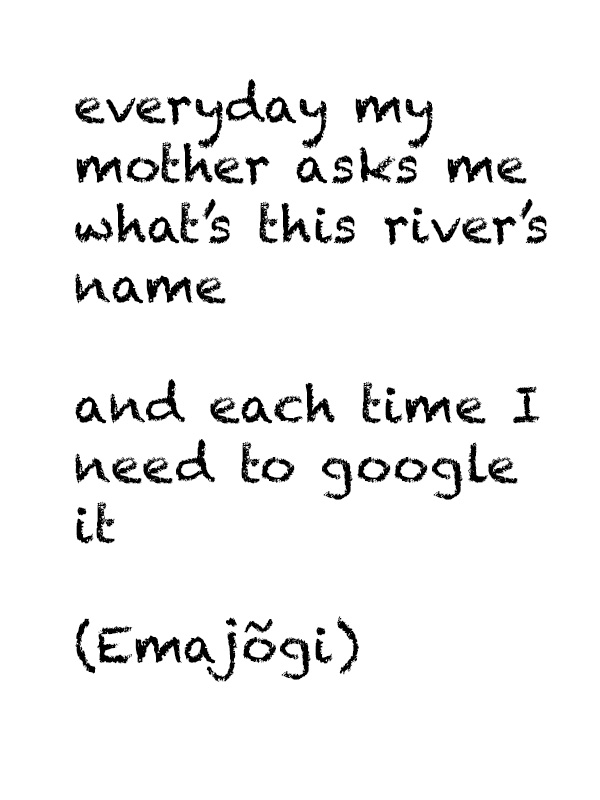 everyday my
mother asks me
what's this river's
name
and each time I
need to google
it
(Emajõgi)